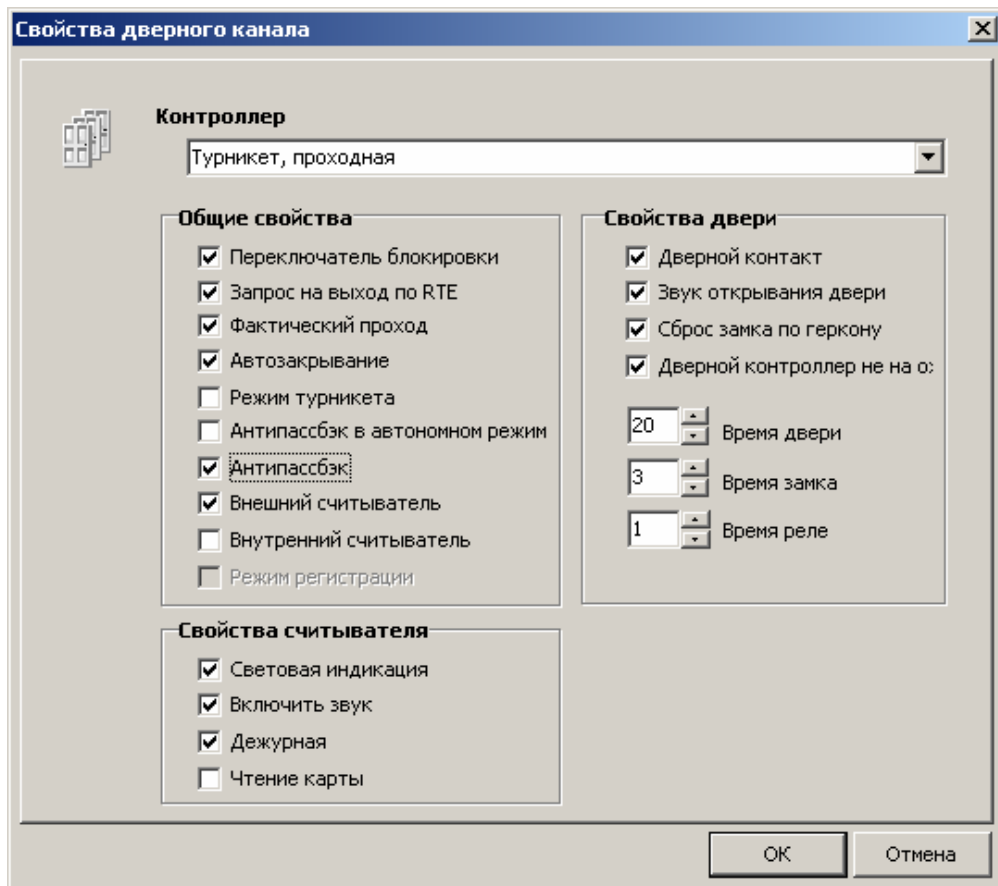 Свойства дверного канала
Контроллер
Турникет, проходная
Общие свойства
Переключатель блокировки
Запрос на выход по RTE
Фактический проход
Автозакрывание
Режим турникета
Антипассбэк в автономном режим
Антипассбэк
Внешний считыватель
Внутренний считыватель
Режим регистрации
Свойства двери
Дверной контакт
Звук открывания двери
Сброс замка по геркону
Дверной контроллер не на
20 Время двери
3 Время замка
1 Время реле
Свойства считывателя
Световая индикация
Включить звук
Дежурная
Чтение карты
OK
Отмена